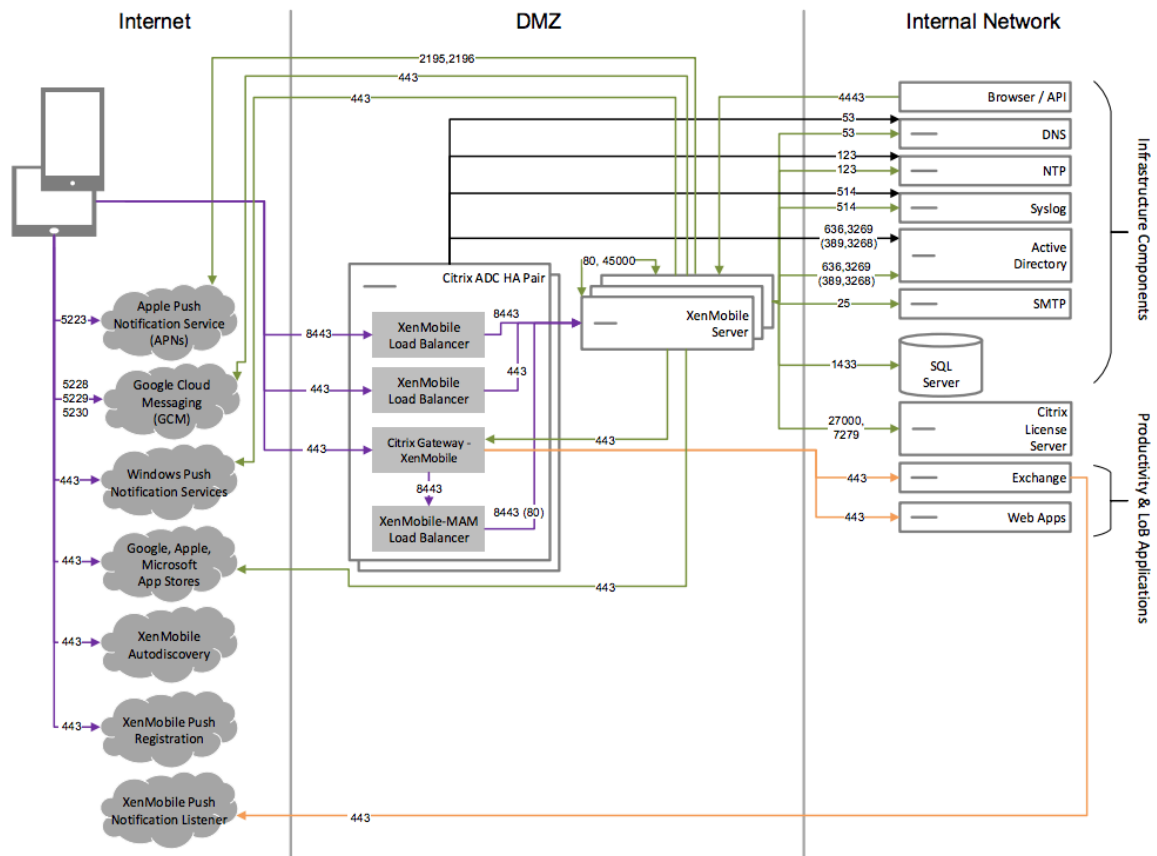 Internet
DMZ
Internal Network
2195,2196
443
443
4443
Browser / API
53
53
DNS
123
123
NTP
514
514
Syslog
636,3269
(389,3268)
636,3269
(389,3268)
Active
Directory
25
SMTP
1433
SQL
Server
27000,
7279
Citrix
License
Server
443
Exchange
443
Web Apps
Infrastructure Components
Productivity & LoB Applications
Citrix ADC HA Pair
80, 45000
XenMobile
Server
8443
XenMobile
Load Balancer
8443
443
XenMobile
Load Balancer
443
443
Citrix Gateway -
XenMobile
443
8443
XenMobile-MAM
Load Balancer
8443 (80)
443
5223
Apple Push
Notification Service
(APNs)
5228
5229
5230
Google Cloud
Messaging
(GCM)
443
Windows Push
Notification Services
443
Google, Apple,
Microsoft
App Stores
443
XenMobile
Autodiscovery
443
XenMobile Push
Registration
XenMobile Push
Notification Listener
443